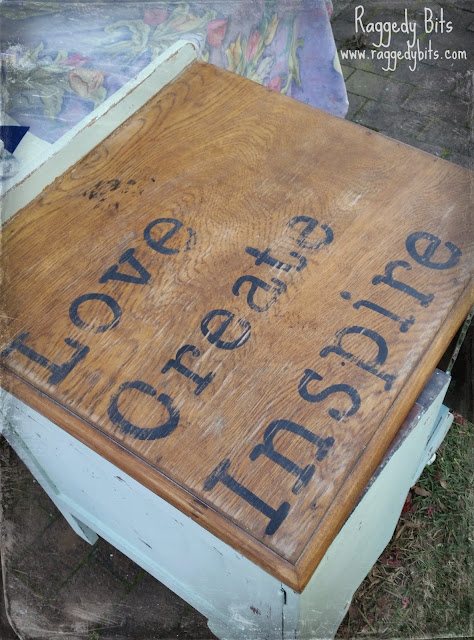 Raggedy Bits
www.raggedybits.com
Love
Create
Inspire